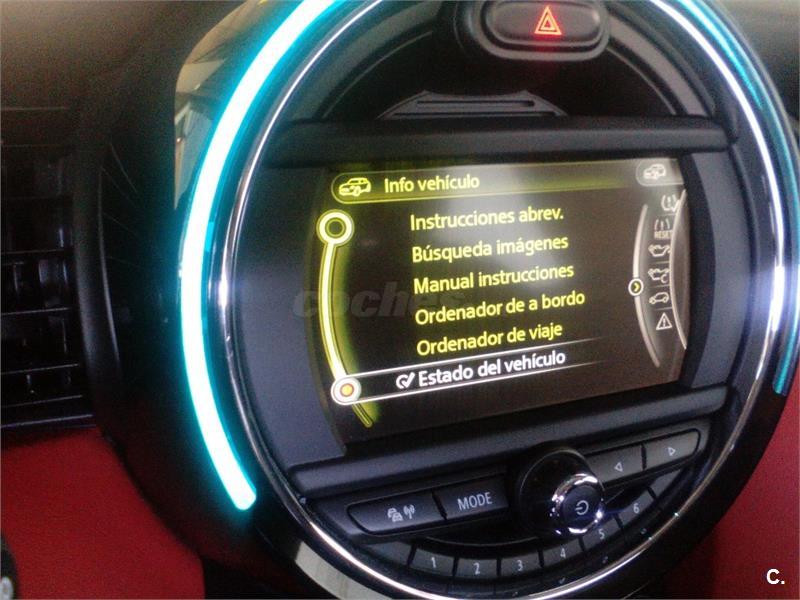 Info vehículo
Instrucciones abrev.
Búsqueda imágenes
Manual instrucciones
Ordenador de a bordo
Ordenador de viaje
Estado del vehículo
RESET
coches
MODE
1 2 3 4 5 6
C.